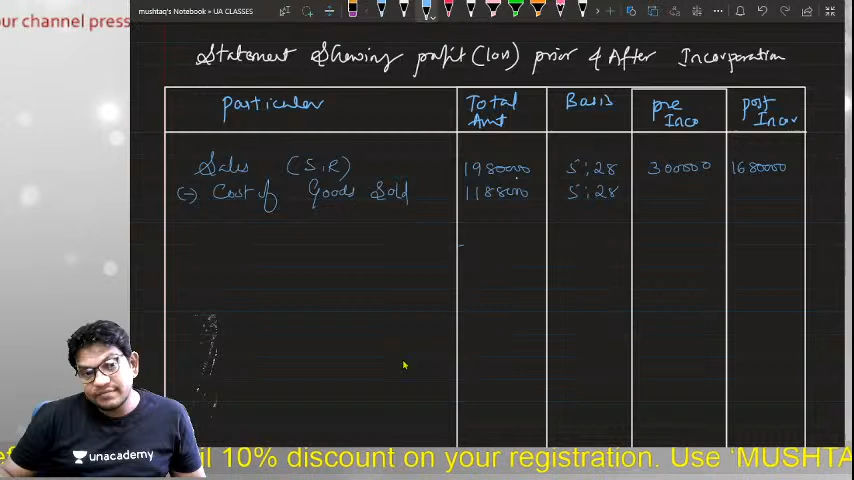 our channel press
mushtaq's Notebook » UA CLASSES
Statement Showing profit (loss) prior & After Incorporation
Particular Total Amt Basis pre Inco post Incor
Sales (S.R) 1980000 5:28 300000 1680000
(-) Cost of Goods Sold 1188000 5:28
unacademy
il 10% discount on your registration. Use ‘MUSHTA